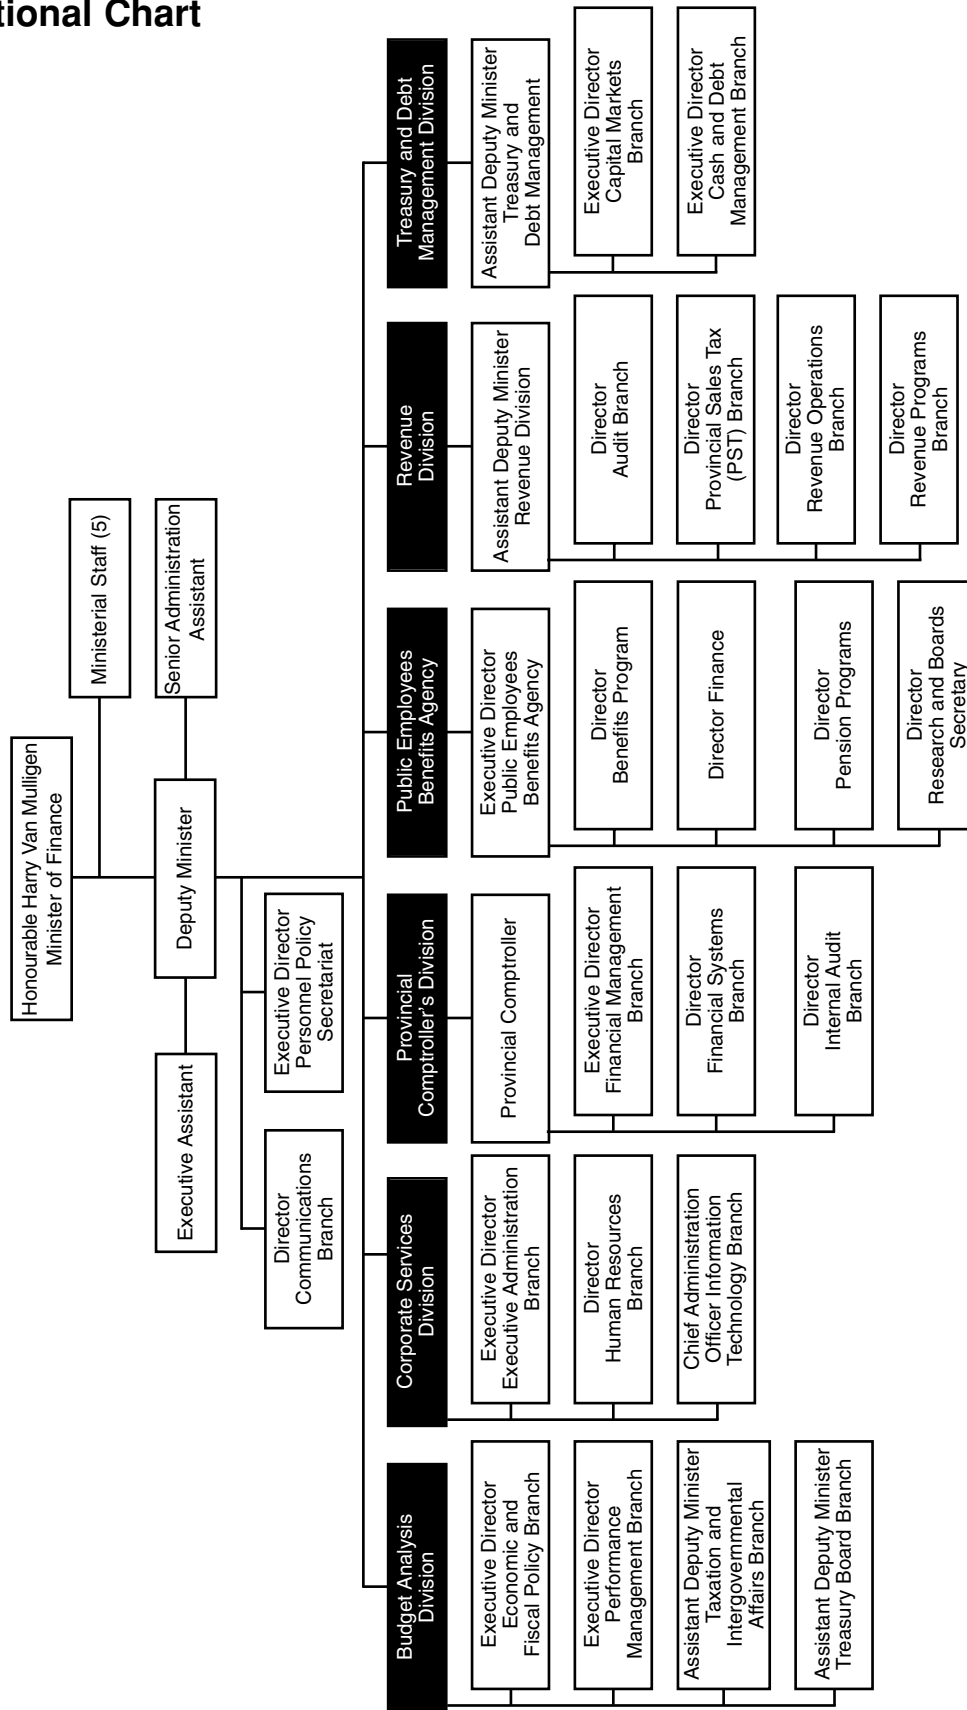 tional Chart
Honourable Harry Van Mulligen
Minister of Finance
Ministerial Staff (5)
Executive Assistant
Deputy Minister
Senior Administration
Assistant
Director
Communications
Branch
Executive Director
Personnel Policy
Secretariat
Budget Analysis
Division
Executive Director
Economic and
Fiscal Policy Branch
Executive Director
Performance
Management Branch
Assistant Deputy Minister
Taxation and
Intergovernmental
Affairs Branch
Assistant Deputy Minister
Treasury Board Branch
Corporate Services
Division
Executive Director
Executive Administration
Branch
Director
Human Resources
Branch
Chief Administration
Officer Information
Technology Branch
Provincial
Comptroller's Division
Provincial Comptroller
Executive Director
Financial Management
Branch
Director
Financial Systems
Branch
Director
Internal Audit
Branch
Public Employees
Benefits Agency
Executive Director
Public Employees
Benefits Agency
Director
Benefits Program
Director Finance
Director
Pension Programs
Director
Research and Boards
Secretary
Revenue
Division
Assistant Deputy Minister
Revenue Division
Director
Audit Branch
Director
Provincial Sales Tax
(PST) Branch
Director
Revenue Operations
Branch
Director
Revenue Programs
Branch
Treasury and Debt
Management Division
Assistant Deputy Minister
Treasury and
Debt Management
Executive Director
Capital Markets
Branch
Executive Director
Cash and Debt
Management Branch